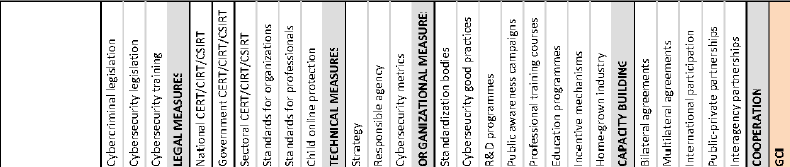 Cybercriminal legislation
Cybersecurity legislation
Cybersecurity training
LEGAL MEASURES
National CERT/CIRT/CSIRT
Government CERT/CIRT/CSIRT
Sectoral CERT/CIRT/CSIRT
Standards for organizations
Standards for professionals
Child online protection
TECHNICAL MEASURES
Strategy
Responsible agency
Cybersecurity metrics
ORGANIZATIONAL MEASURES
Standardization bodies
Cybersecurity good practices
R&D programmes
Public awareness campaigns
Professional training courses
Education programmes
Incentive mechanisms
Home-grown industry
CAPACITY BUILDING
Bilateral agreements
Multilateral agreements
International participation
Public-private partnerships
Interagency partnerships
COOPERATION
GCI